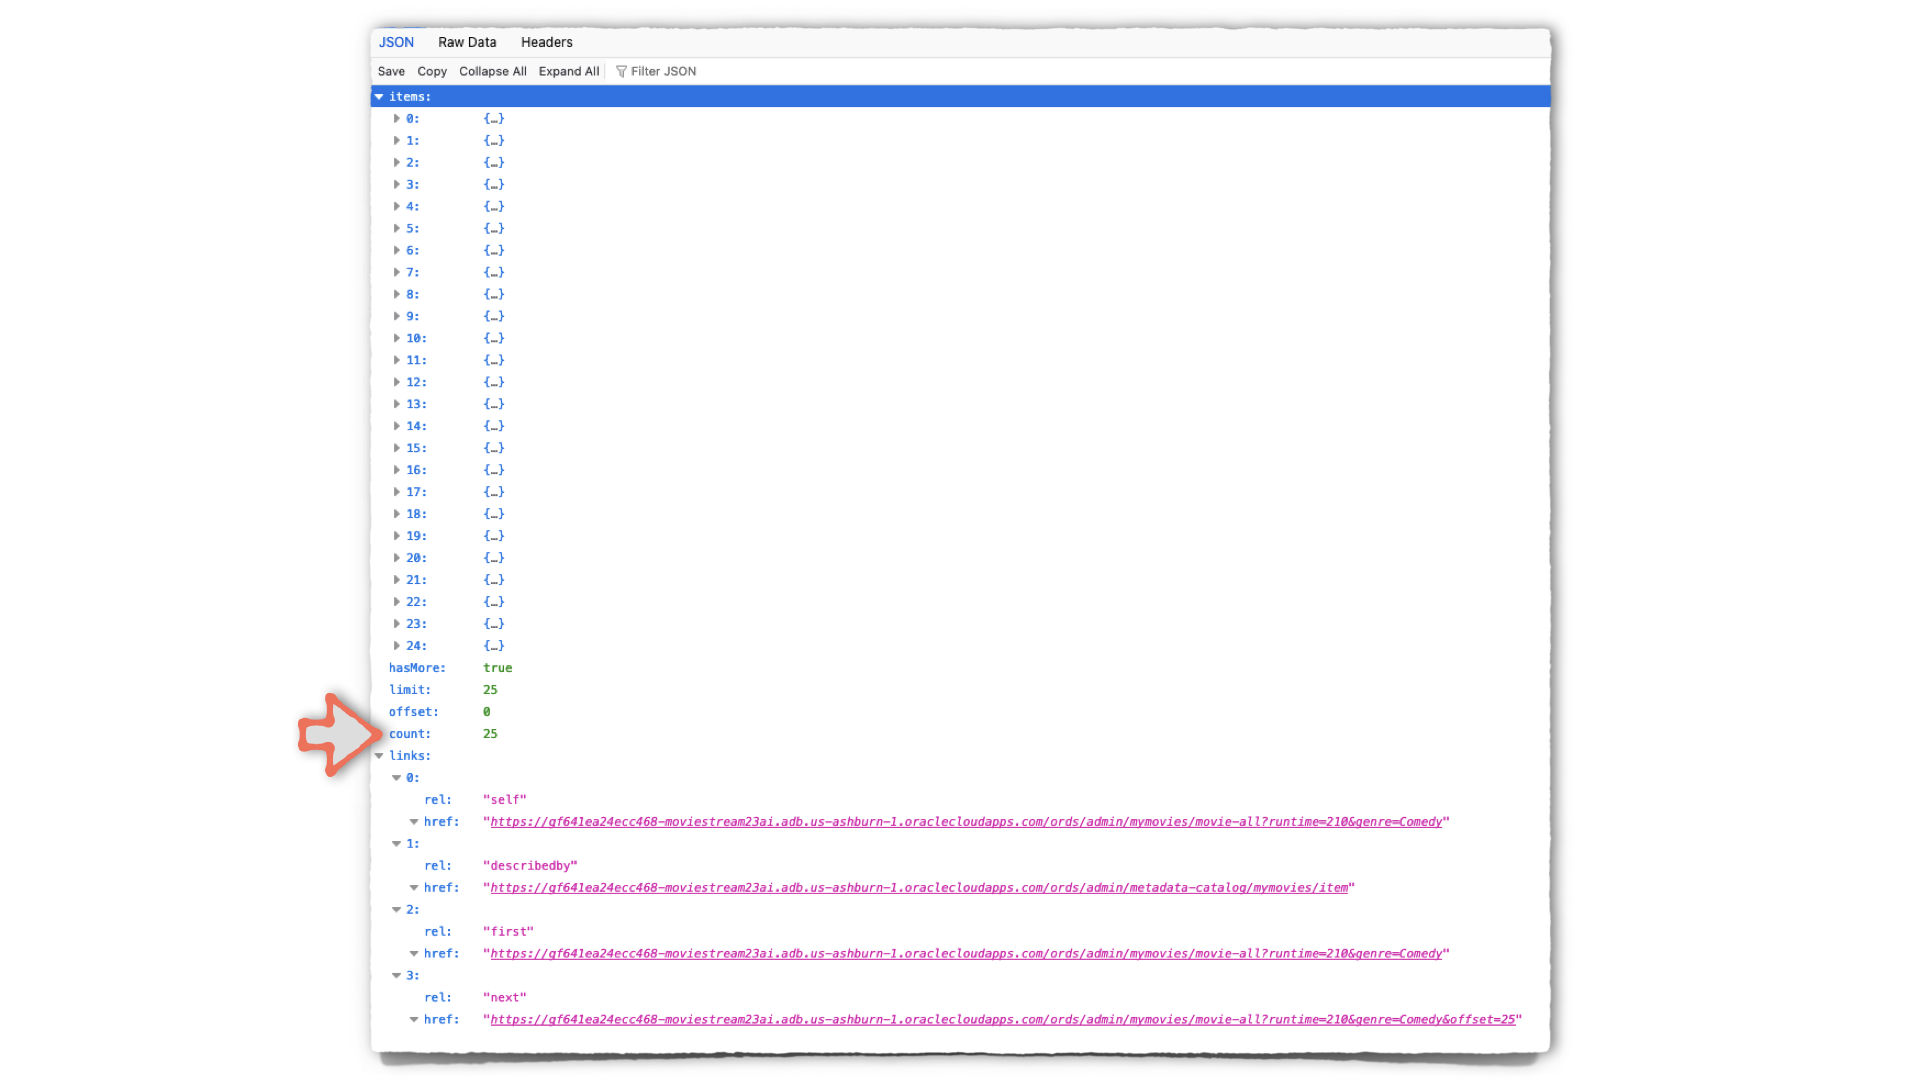 JSON Raw Data Headers
Save Copy Collapse All Expand All Filter JSON
items:
0: {…}
1: {…}
2: {…}
3: {…}
4: {…}
5: {…}
6: {…}
7: {…}
8: {…}
9: {…}
10: {…}
11: {…}
12: {…}
13: {…}
14: {…}
15: {…}
16: {…}
17: {…}
18: {…}
19: {…}
20: {…}
21: {…}
22: {…}
23: {…}
24: {…}
hasMore: true
limit: 25
offset: 0
count: 25
links:
0:
rel: "self"
href: "https://gf641ea24ecc468-moviestream23ai.adb.us-ashburn-1.oraclecloudapps.com/ords/admin/mymovies/movie-all?runtime=210&genre=Comedy"
1:
rel: "describedby"
href: "https://gf641ea24ecc468-moviestream23ai.adb.us-ashburn-1.oraclecloudapps.com/ords/admin/metadata-catalog/mymovies/item"
2:
rel: "first"
href: "https://gf641ea24ecc468-moviestream23ai.adb.us-ashburn-1.oraclecloudapps.com/ords/admin/mymovies/movie-all?runtime=210&genre=Comedy"
3:
rel: "next"
href: "https://gf641ea24ecc468-moviestream23ai.adb.us-ashburn-1.oraclecloudapps.com/ords/admin/mymovies/movie-all?runtime=210&genre=Comedy&offset=25"